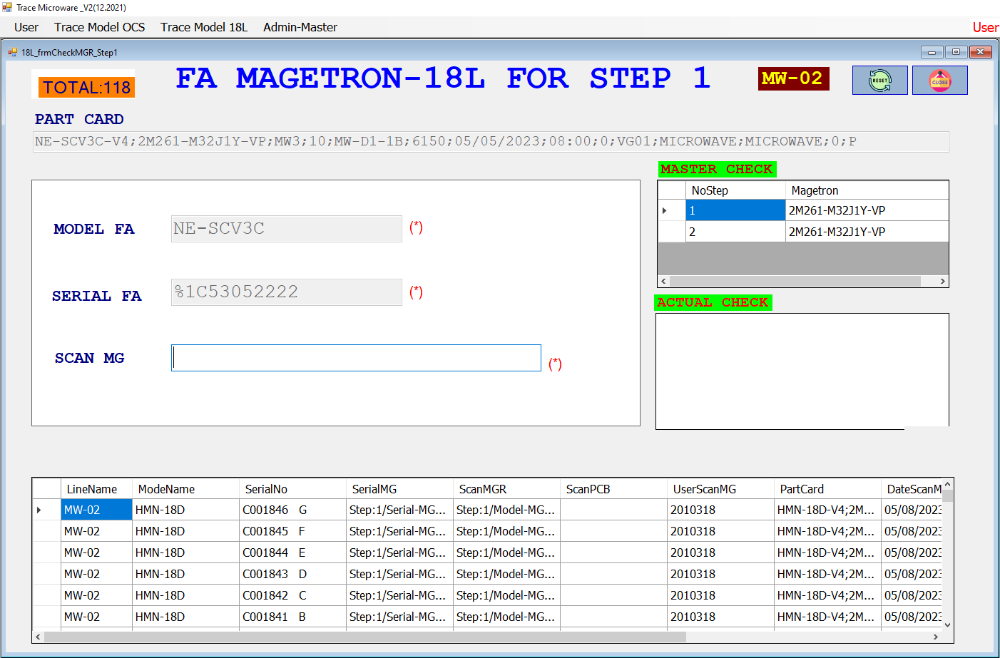 Trace Microware _V2(12.2021)
User Trace Model OCS Trace Model 18L Admin-Master User
18L_frmCheckMGR_Step1
TOTAL:118 FA MAGETRON-18L FOR STEP 1 MW-02 RESET CLOSE
PART CARD
NE-SCV3C-V4;2M261-M32J1Y-VP;MW3;10;MW-D1-1B;6150;05/05/2023;08:00;0;VG01;MICROWAVE;MICROWAVE;0;P
MASTER CHECK
NoStep Magetron
1 2M261-M32J1Y-VP
2 2M261-M32J1Y-VP
MODEL FA NE-SCV3C (*)
SERIAL FA %1C53052222 (*)
ACTUAL CHECK
SCAN MG (*)
LineName ModeName SerialNo SerialMG ScanMGR ScanPCB UserScanMG PartCard DateScanM
MW-02 HMN-18D C001846 G Step:1/Serial-MG... Step:1/Model-MG... 2010318 HMN-18D-V4;2M... 05/08/2023
MW-02 HMN-18D C001845 F Step:1/Serial-MG... Step:1/Model-MG... 2010318 HMN-18D-V4;2M... 05/08/2023
MW-02 HMN-18D C001844 E Step:1/Serial-MG... Step:1/Model-MG... 2010318 HMN-18D-V4;2M... 05/08/2023
MW-02 HMN-18D C001843 D Step:1/Serial-MG... Step:1/Model-MG... 2010318 HMN-18D-V4;2M... 05/08/2023
MW-02 HMN-18D C001842 C Step:1/Serial-MG... Step:1/Model-MG... 2010318 HMN-18D-V4;2M... 05/08/2023
MW-02 HMN-18D C001841 B Step:1/Serial-MG... Step:1/Model-MG... 2010318 HMN-18D-V4;2M... 05/08/2023